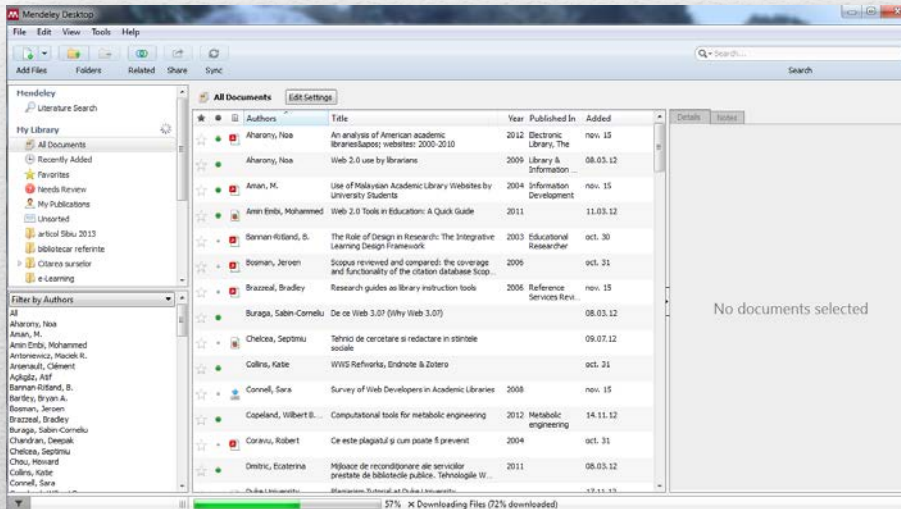 Mendeley Desktop
File Edit View Tools Help
Add Files Folders Related Share Sync
Search...
Search
Mendeley
Literature Search
My Library
All Documents
Recently Added
Favorites
Needs Review
My Publications
Unsorted
articol Sibiu 2013
bibliotecar referinte
Citarea surselor
e-Learning
Filter by Authors
All
Aharony, Noa
Aman, M.
Amin Embi, Mohammed
Antoniewicz, Maciek R.
Arsenault, Clément
Açikgöz, Atif
Bannan-Ritland, B.
Bartley, Bryan A.
Bosman, Jeroen
Brazzeal, Bradley
Buraga, Sabin-Corneliu
Chandran, Deepak
Chelcea, Septimiu
Chou, Howard
Collins, Katie
Connell, Sara
All Documents Edit Settings
Authors Title Year Published In Added
Aharony, Noa An analysis of American academic 2012 Electronic nov. 15
libraries&apos; websites: 2000-2010 Library, The
Aharony, Noa Web 2.0 use by librarians 2009 Library & 08.03.12
Information ...
Aman, M. Use of Malaysian Academic Library Websites by 2004 Information nov. 15
University Students Development
Amin Embi, Mohammed Web 2.0 Tools in Education: A Quick Guide 2011 11.03.12
Bannan-Ritland, B. The Role of Design in Research: The Integrative 2003 Educational oct. 30
Learning Design Framework Researcher
Bosman, Jeroen Scopus reviewed and compared: the coverage 2006 oct. 31
and functionality of the citation database Scop...
Brazzeal, Bradley Research guides as library instruction tools 2006 Reference nov. 15
Services Revi...
Buraga, Sabin-Corneliu De ce Web 3.0? (Why Web 3.0?) 08.03.12
Chelcea, Septimiu Tehnici de cercetare si redactare in stiintele 09.07.12
sociale
Collins, Katie WWS Refworks, Endnote & Zotero oct. 31
Connell, Sara Survey of Web Developers in Academic Libraries 2008 nov. 15
Copeland, Wilbert B. ... Computational tools for metabolic engineering 2012 Metabolic 14.11.12
engineering
Coravu, Robert Ce este plagiatul și cum poate fi prevenit 2004 oct. 31
Dmitric, Ecaterina Mijloace de recondiționare ale serviciilor 2011 08.03.12
prestate de bibliotecile publice. Tehnologiile W...
Duke University Plagiarism Tutorial at Duke University 17.11.12
Details Notes
No documents selected
57% Downloading Files (72% downloaded)